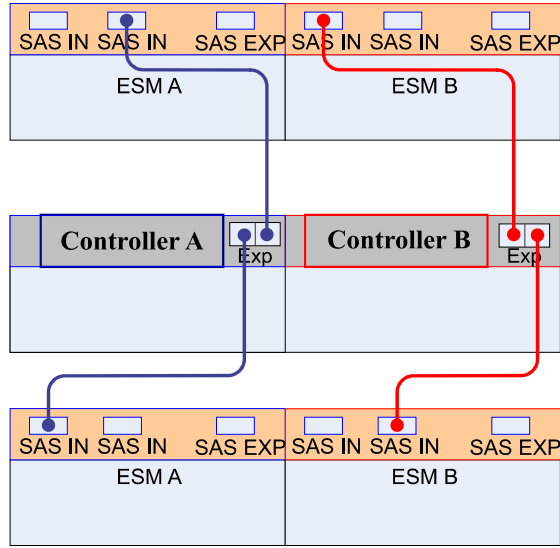 SAS IN SAS IN SAS EXP SAS IN SAS IN SAS EXP
ESM A ESM B
Controller A Exp Controller B Exp
SAS IN SAS IN SAS EXP SAS IN SAS IN SAS EXP
ESM A ESM B